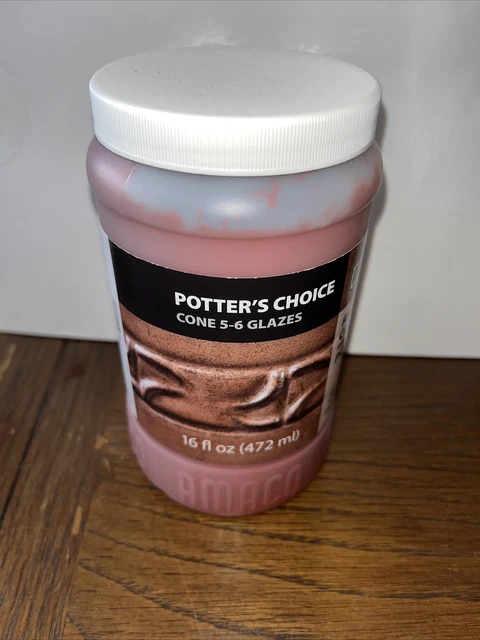 POTTER'S CHOICE
CONE 5-6 GLAZES
16 fl oz (472 ml)
AMACO